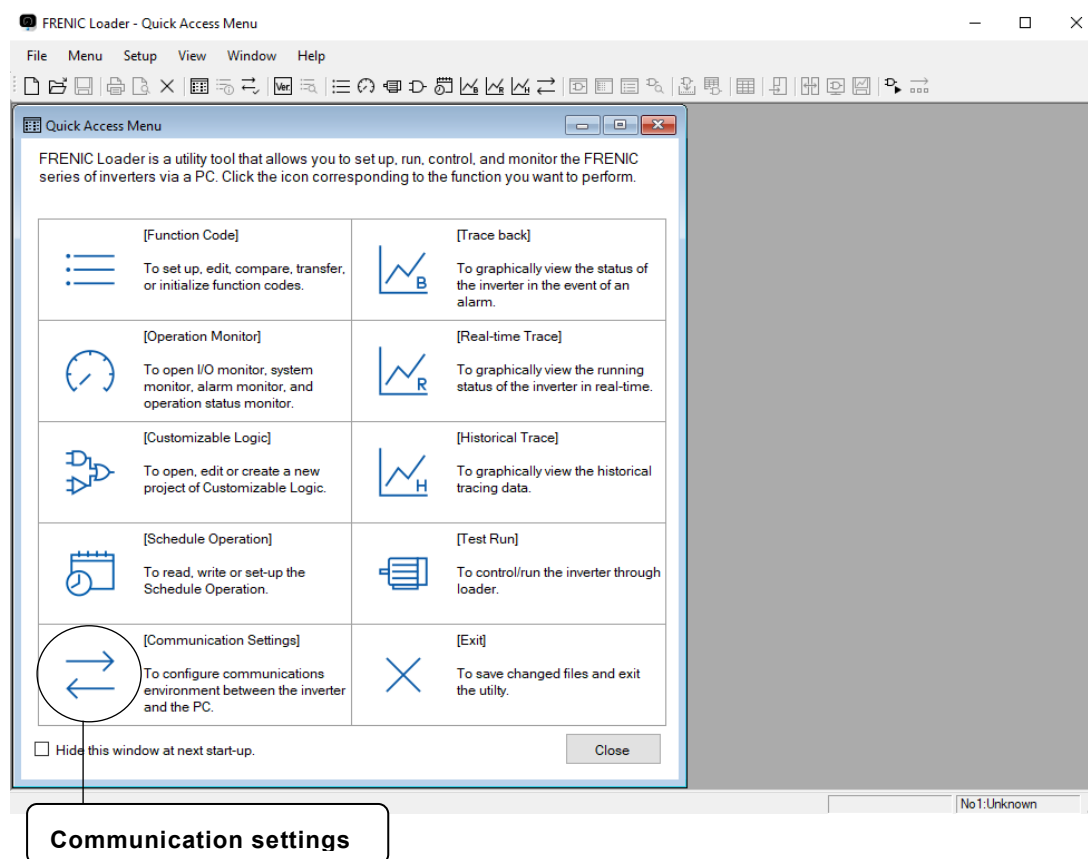 FRENIC Loader - Quick Access Menu
File Menu Setup View Window Help
Ver.
B R H
Quick Access Menu
FRENIC Loader is a utility tool that allows you to set up, run, control, and monitor the FRENIC
series of inverters via a PC. Click the icon corresponding to the function you want to perform.
[Function Code]
To set up, edit, compare, transfer,
or initialize function codes.
B
[Trace back]
To graphically view the status of
the inverter in the event of an
alarm.
[Operation Monitor]
To open I/O monitor, system
monitor, alarm monitor, and
operation status monitor.
R
[Real-time Trace]
To graphically view the running
status of the inverter in real-time.
[Customizable Logic]
To open, edit or create a new
project of Customizable Logic.
H
[Historical Trace]
To graphically view the historical
tracing data.
[Schedule Operation]
To read, write or set-up the
Schedule Operation.
[Test Run]
To control/run the inverter through
loader.
[Communication Settings]
To configure communications
environment between the inverter
and the PC.
[Exit]
To save changed files and exit
the utilty.
Hide this window at next start-up.
Close
No1:Unknown
Communication settings